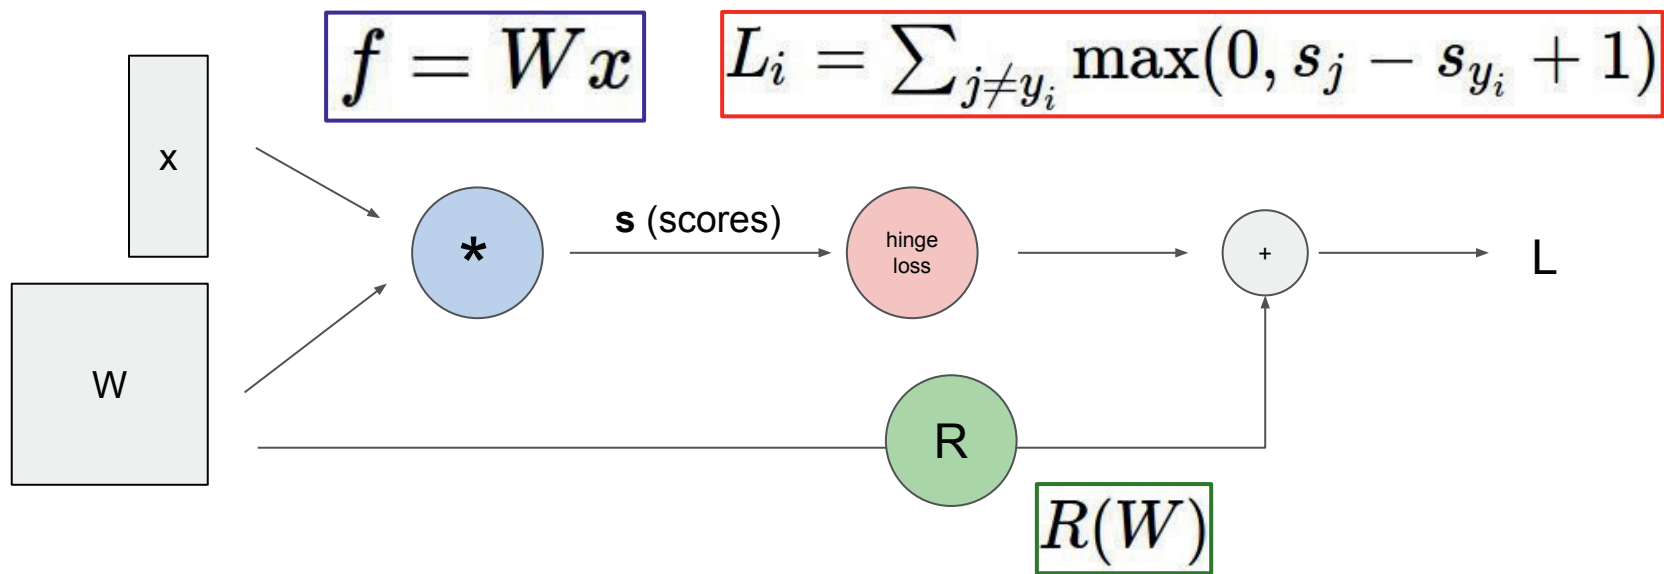 f = Wx
L_i = ∑_{j≠y_i} max(0, s_j − s_{y_i} + 1)
x
*
s (scores)
hinge
loss
+
L
W
R
R(W)